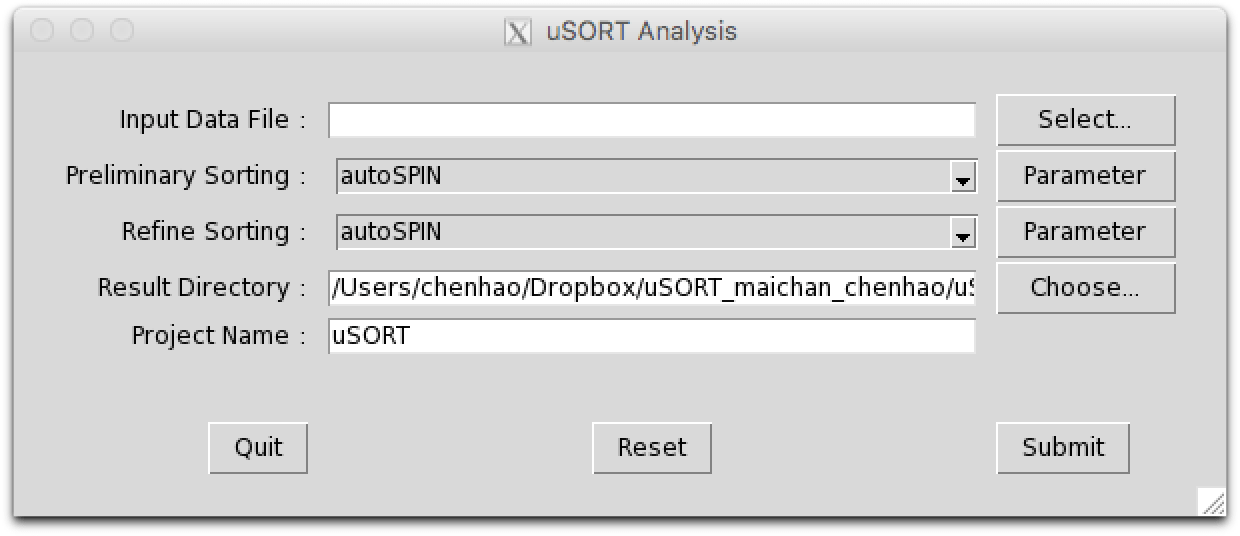 uSORT Analysis
Input Data File : Select...
Preliminary Sorting : autoSPIN Parameter
Refine Sorting : autoSPIN Parameter
Result Directory : /Users/chenhao/Dropbox/uSORT_maichan_chenhao/uS Choose...
Project Name : uSORT
Quit Reset Submit